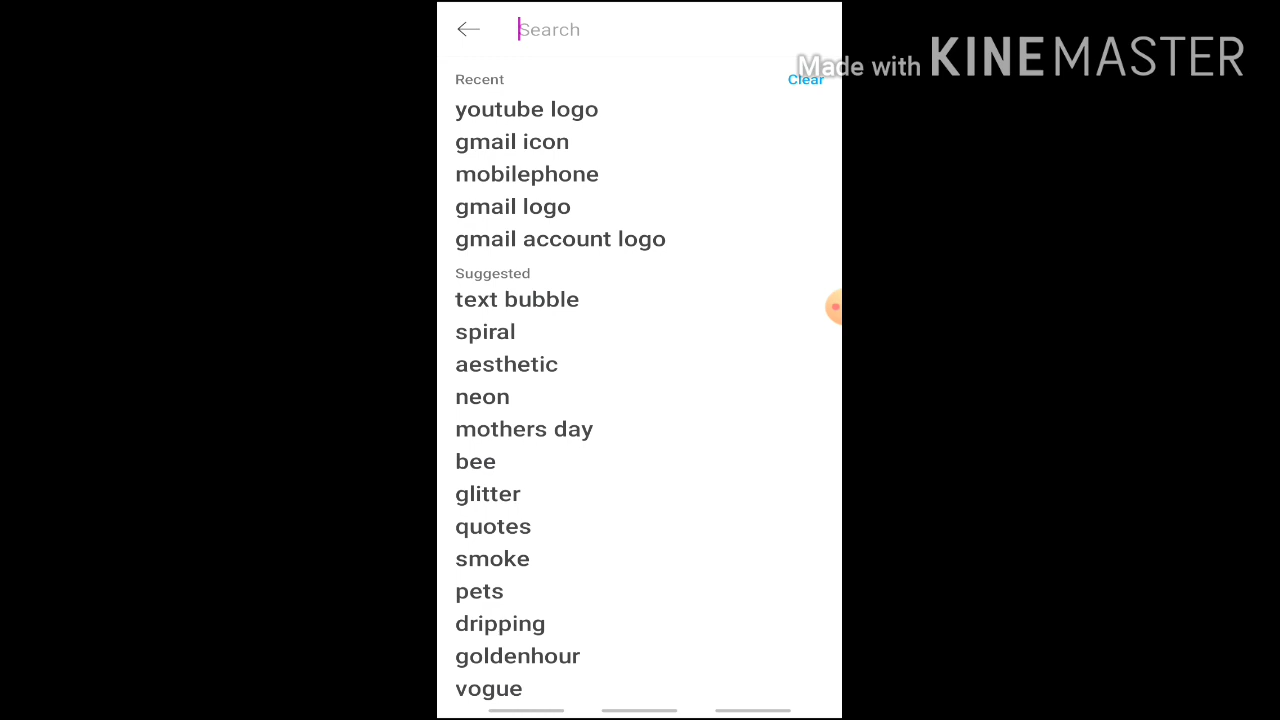 Search
Made with KINEMASTER
Recent
Clear
youtube logo
gmail icon
mobilephone
gmail logo
gmail account logo
Suggested
text bubble
spiral
aesthetic
neon
mothers day
bee
glitter
quotes
smoke
pets
dripping
goldenhour
vogue